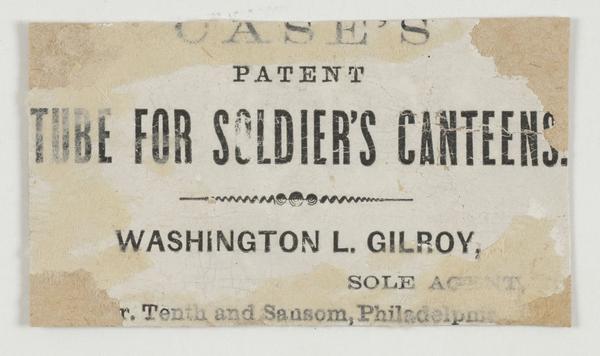 CASE'S
PATENT
TUBE FOR SOLDIER'S CANTEENS.
WASHINGTON L. GILROY,
SOLE AGENT,
r. Tenth and Sansom, Philadelphia